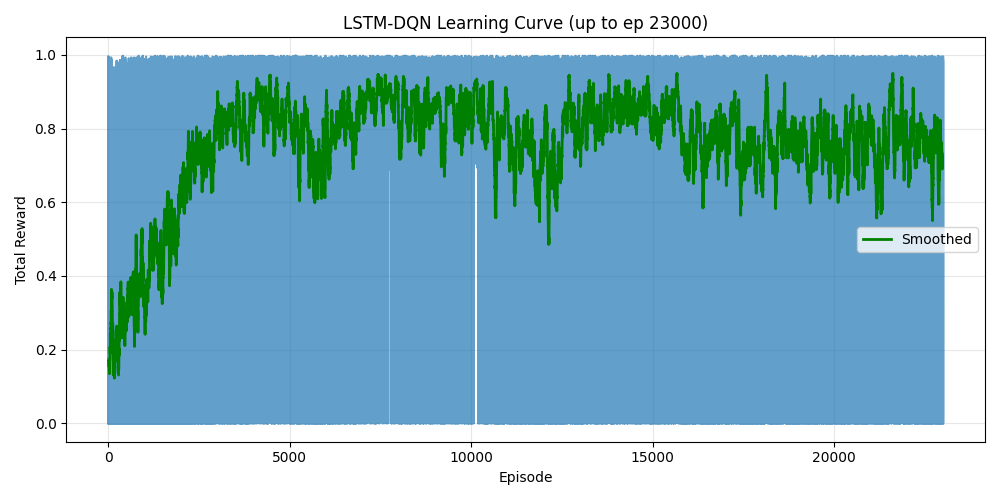 LSTM-DQN Learning Curve (up to ep 23000)
1.0
0.8
0.6
0.4
0.2
0.0
Total Reward
Smoothed
0 5000 10000 15000 20000
Episode